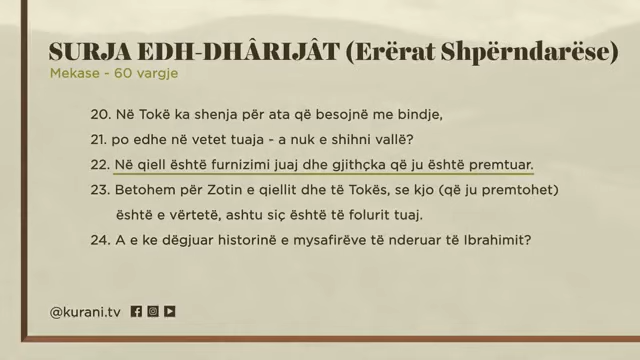 SURJA EDH-DHÂRIJÂT (Erërat Shpërndarëse)
Mekase - 60 vargje
20. Në Tokë ka shenja për ata që besojnë me bindje,
21. po edhe në vetet tuaja - a nuk e shihni vallë?
22. Në qiell është furnizimi juaj dhe gjithçka që ju është premtuar.
23. Betohem për Zotin e qiellit dhe të Tokës, se kjo (që ju premtohet)
është e vërtetë, ashtu siç është të folurit tuaj.
24. A e ke dëgjuar historinë e mysafirëve të nderuar të Ibrahimit?
@kurani.tv